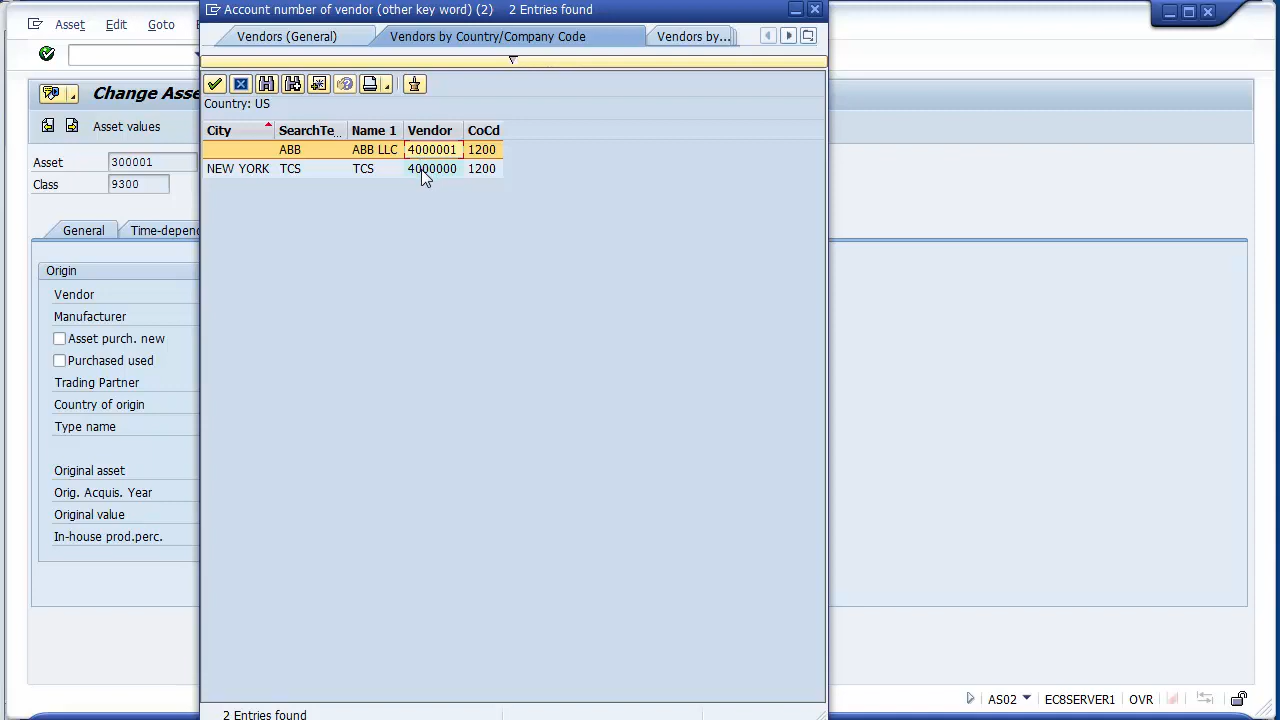 Account number of vendor (other key word) (2) 2 Entries found
Asset Edit Goto
Vendors (General) Vendors by Country/Company Code Vendors by...
Country: US
Change Asse
Asset values
City SearchTe... Name 1 Vendor CoCd
ABB ABB LLC 4000001 1200
NEW YORK TCS TCS 4000000 1200
Asset 300001
Class 9300
General Time-depend
Origin
Vendor
Manufacturer
Asset purch. new
Purchased used
Trading Partner
Country of origin
Type name
Original asset
Orig. Acquis. Year
Original value
In-house prod.perc.
AS02 EC8SERVER1 OVR
2 Entries found